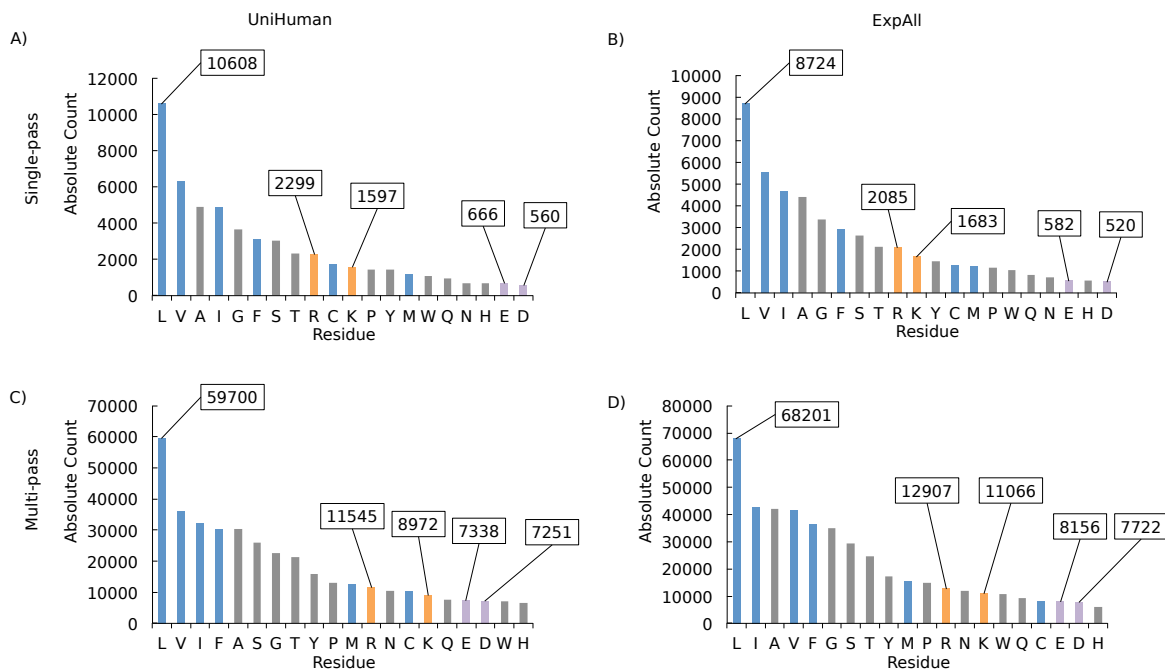 UniHuman
ExpAll
A)
Single-pass
Absolute Count
12000
10000
8000
6000
4000
2000
0
10608
2299
1597
666
560
L V A I G F S T R C K P Y M W Q N H E D
Residue
B)
Absolute Count
10000
9000
8000
7000
6000
5000
4000
3000
2000
1000
0
8724
2085
1683
582
520
L V I A G F S T R K Y C M P W Q N E H D
Residue
C)
Multi-pass
Absolute Count
70000
60000
50000
40000
30000
20000
10000
0
59700
11545
8972
7338
7251
L V I F A S G T Y P M R N C K Q E D W H
Residue
D)
Absolute Count
80000
70000
60000
50000
40000
30000
20000
10000
0
68201
12907
11066
8156
7722
L I A V F G S T Y M P R N K W Q C E D H
Residue